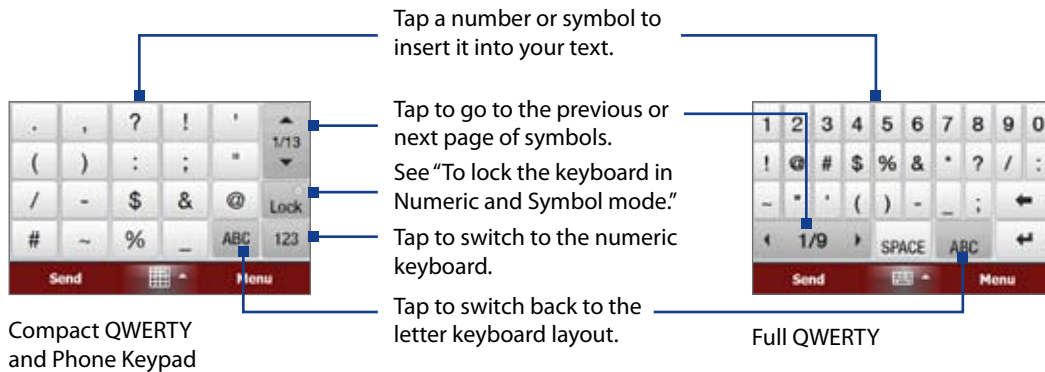 Tap a number or symbol to
insert it into your text.
Tap to go to the previous or
next page of symbols.
See “To lock the keyboard in
Numeric and Symbol mode.”
Tap to switch to the numeric
keyboard.
Tap to switch back to the
letter keyboard layout.
. , ? ! '
1/13
( ) : ; "
/ - $ & @ Lock
# ~ % _ ABC 123
Send Menu
Compact QWERTY
and Phone Keypad
1 2 3 4 5 6 7 8 9 0
! @ # $ % & * ? / :
~ " ' ( ) - _ ;
1/9 SPACE ABC
Send Menu
Full QWERTY